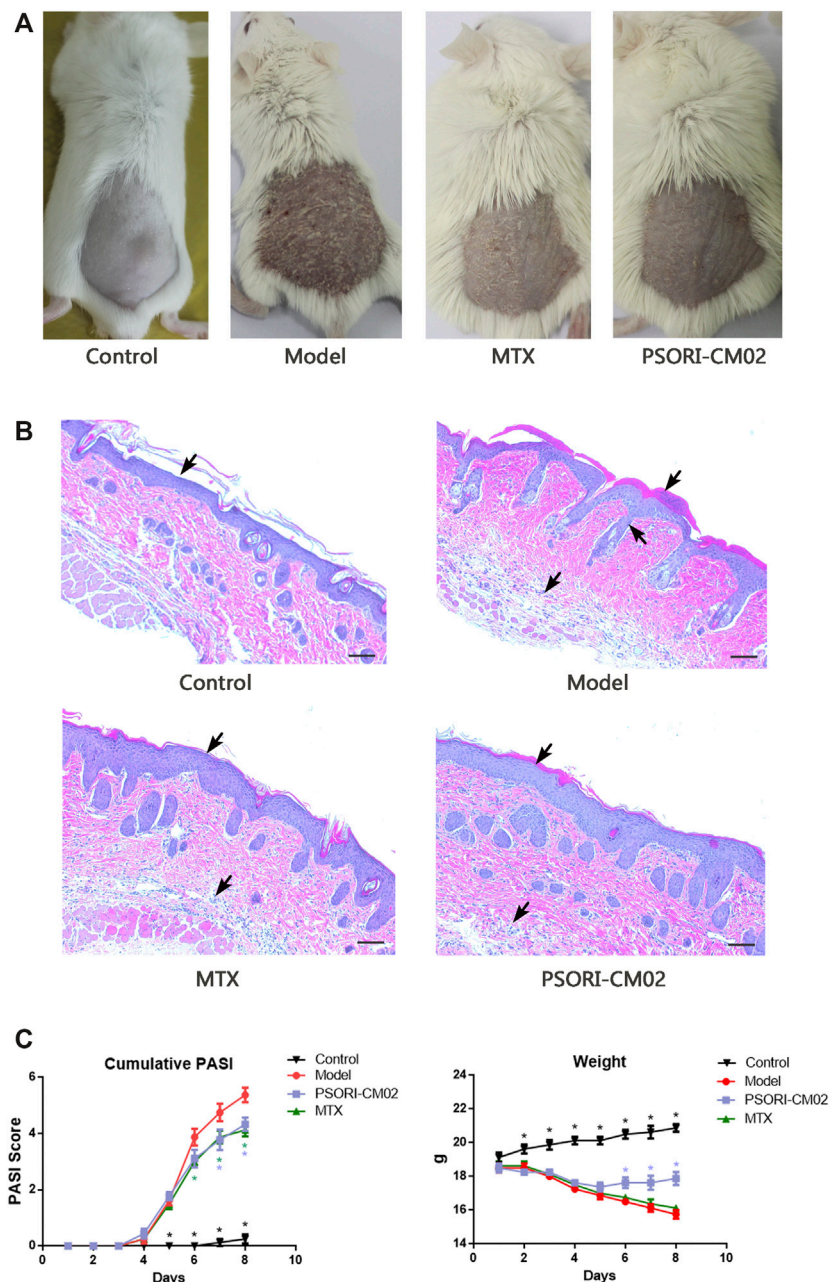 A
Control Model MTX PSORI-CM02
B
Control Model
MTX PSORI-CM02
C
Cumulative PASI
Control
Model
PSORI-CM02
MTX
PASI Score
6
4
2
0
0 2 4 6 8 10
Days
* * * *
* * *
* *
Weight
Control
Model
PSORI-CM02
MTX
g
24
22
20
18
16
14
0 2 4 6 8 10
Days
* * * * * * *
* * *